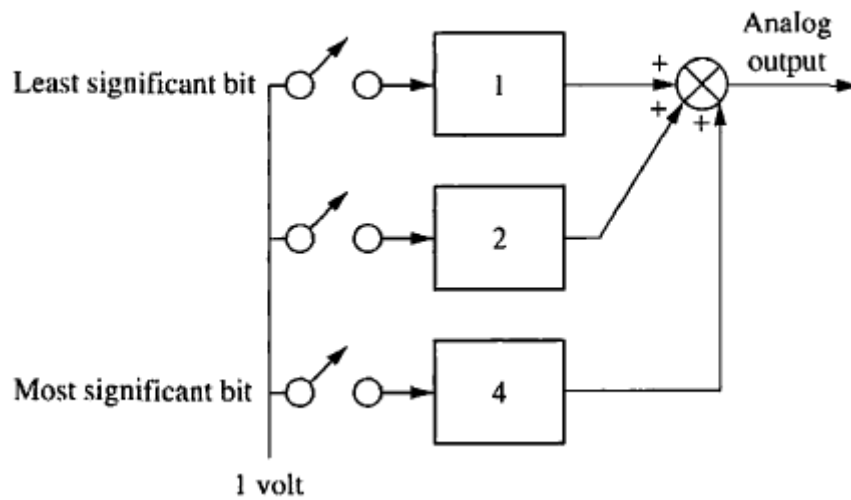 Analog
output
Least significant bit
1
+
+
+
2
Most significant bit
4
1 volt